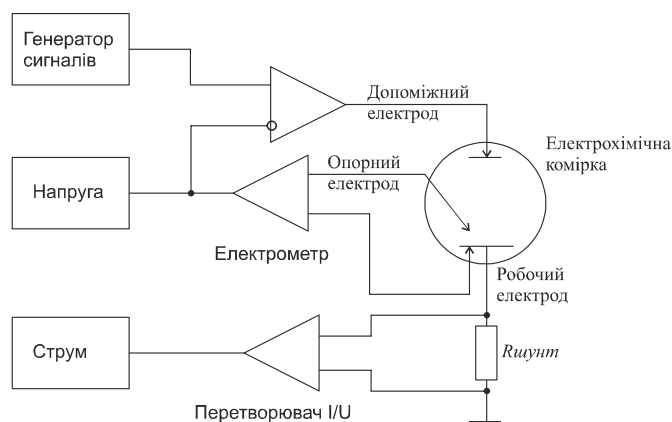 Генератор
сигналів
Допоміжний
електрод
Електрохімічна
комірка
Напруга
Опорний
електрод
Електрометр
Робочий
електрод
Струм
Rшунт
Перетворювач I/U